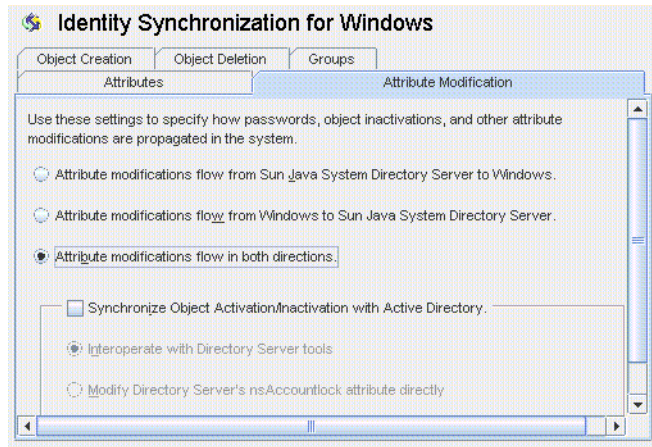 Identity Synchronization for Windows
Object Creation
Object Deletion
Groups
Attributes
Attribute Modification
Use these settings to specify how passwords, object inactivations, and other attribute
modifications are propagated in the system.
Attribute modifications flow from Sun Java System Directory Server to Windows.
Attribute modifications flow from Windows to Sun Java System Directory Server.
Attribute modifications flow in both directions.
Synchronize Object Activation/Inactivation with Active Directory.
Interoperate with Directory Server tools
Modify Directory Server's nsAccountlock attribute directly